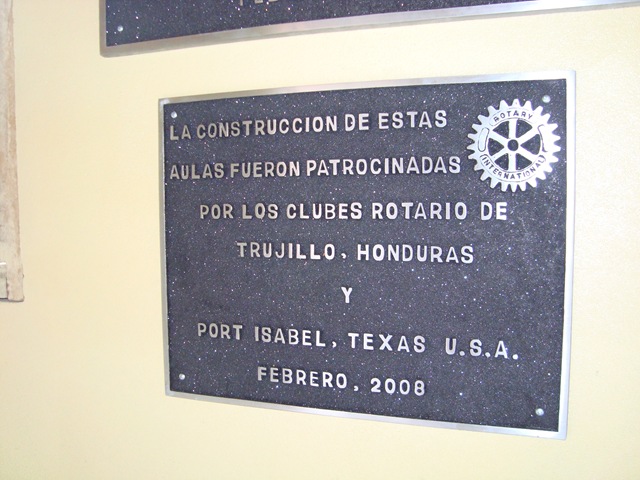 LA CONSTRUCCION DE ESTAS
AULAS FUERON PATROCINADAS
POR LOS CLUBES ROTARIO DE
TRUJILLO, HONDURAS
Y
PORT ISABEL, TEXAS U.S.A.
FEBRERO, 2008
ROTARY
INTERNATIONAL